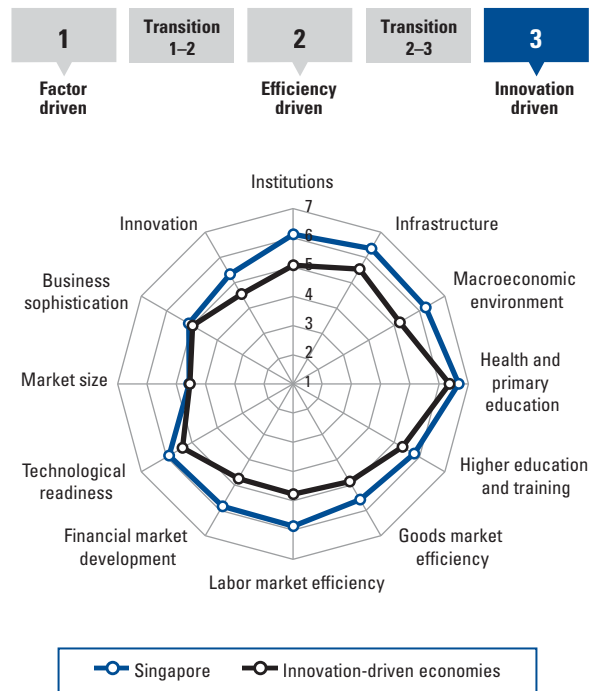 1
Transition
1–2
2
Transition
2–3
3
Factor
driven
Efficiency
driven
Innovation
driven
Institutions
7
6
5
4
3
2
1
Infrastructure
Macroeconomic
environment
Health and
primary
education
Higher education
and training
Goods market
efficiency
Labor market efficiency
Financial market
development
Technological
readiness
Market size
Business
sophistication
Innovation
Singapore
Innovation-driven economies